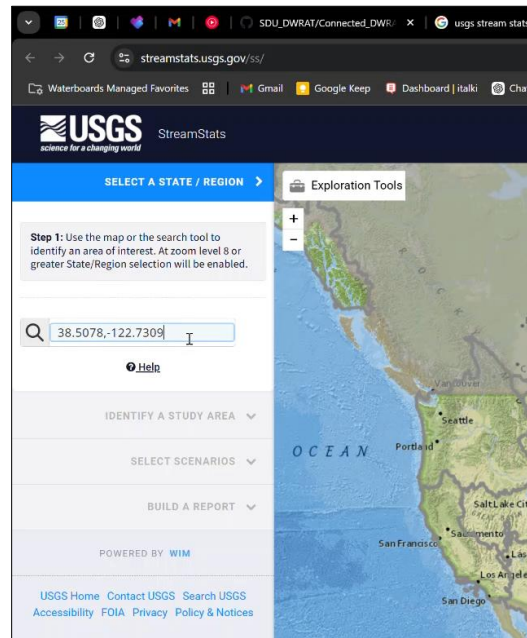 SDU_DWRAT/Connected_DWR
usgs stream stats
streamstats.usgs.gov/ss/
Waterboards Managed Favorites
Gmail
Google Keep
Dashboard | italki
Cha
USGS
science for a changing world
StreamStats
SELECT A STATE / REGION
Exploration Tools
+
-
Step 1: Use the map or the search tool to
identify an area of interest. At zoom level 8 or
greater State/Region selection will be enabled.
38.5078,-122.7309
Help
IDENTIFY A STUDY AREA
SELECT SCENARIOS
BUILD A REPORT
POWERED BY WIM
USGS Home Contact USGS Search USGS
Accessibility FOIA Privacy Policy & Notices
Vancouver
Seattle
Portland
OCEAN
Salt Lake Cit
Sacramento
San Francisco
Las
Los Angele
San Diego